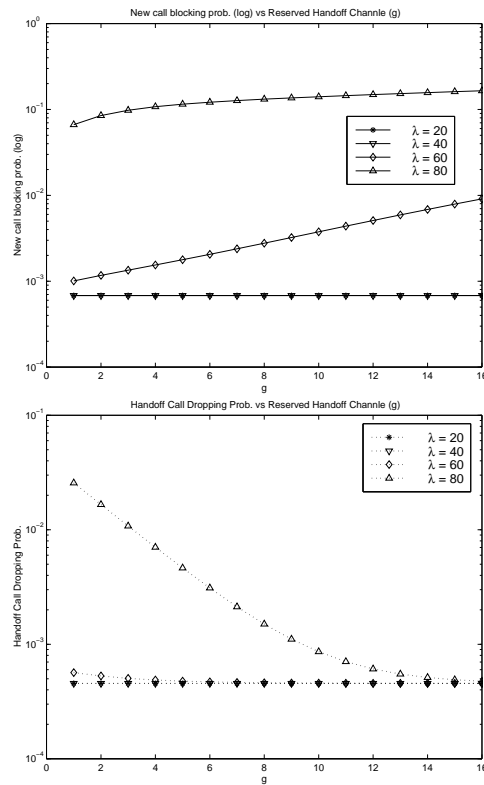 New call blocking prob. (log) vs Reserved Handoff Channle (g)
10^0
10^-1
10^-2
10^-3
10^-4
New call blocking prob. (log)
λ = 20
λ = 40
λ = 60
λ = 80
0 2 4 6 8 10 12 14 16
g
Handoff Call Dropping Prob. vs Reserved Handoff Channle (g)
10^-1
10^-2
10^-3
10^-4
Handoff Call Dropping Prob.
λ = 20
λ = 40
λ = 60
λ = 80
0 2 4 6 8 10 12 14 16
g